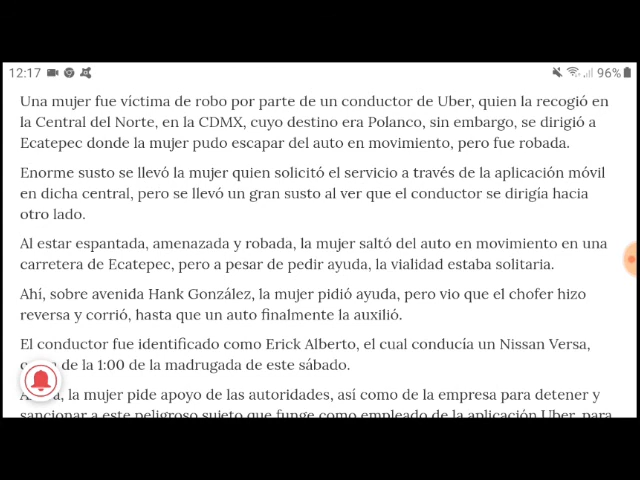 12:17
96%
Una mujer fue víctima de robo por parte de un conductor de Uber, quien la recogió en
la Central del Norte, en la CDMX, cuyo destino era Polanco, sin embargo, se dirigió a
Ecatepec donde la mujer pudo escapar del auto en movimiento, pero fue robada.
Enorme susto se llevó la mujer quien solicitó el servicio a través de la aplicación móvil
en dicha central, pero se llevó un gran susto al ver que el conductor se dirigía hacia
otro lado.
Al estar espantada, amenazada y robada, la mujer saltó del auto en movimiento en una
carretera de Ecatepec, pero a pesar de pedir ayuda, la vialidad estaba solitaria.
Ahí, sobre avenida Hank González, la mujer pidió ayuda, pero vio que el chofer hizo
reversa y corrió, hasta que un auto finalmente la auxilió.
El conductor fue identificado como Erick Alberto, el cual conducía un Nissan Versa,
de la 1:00 de la madrugada de este sábado.
la mujer pide apoyo de las autoridades, así como de la empresa para detener y
sancionar a este peligroso sujeto que funge como empleado de la aplicación Uber, para